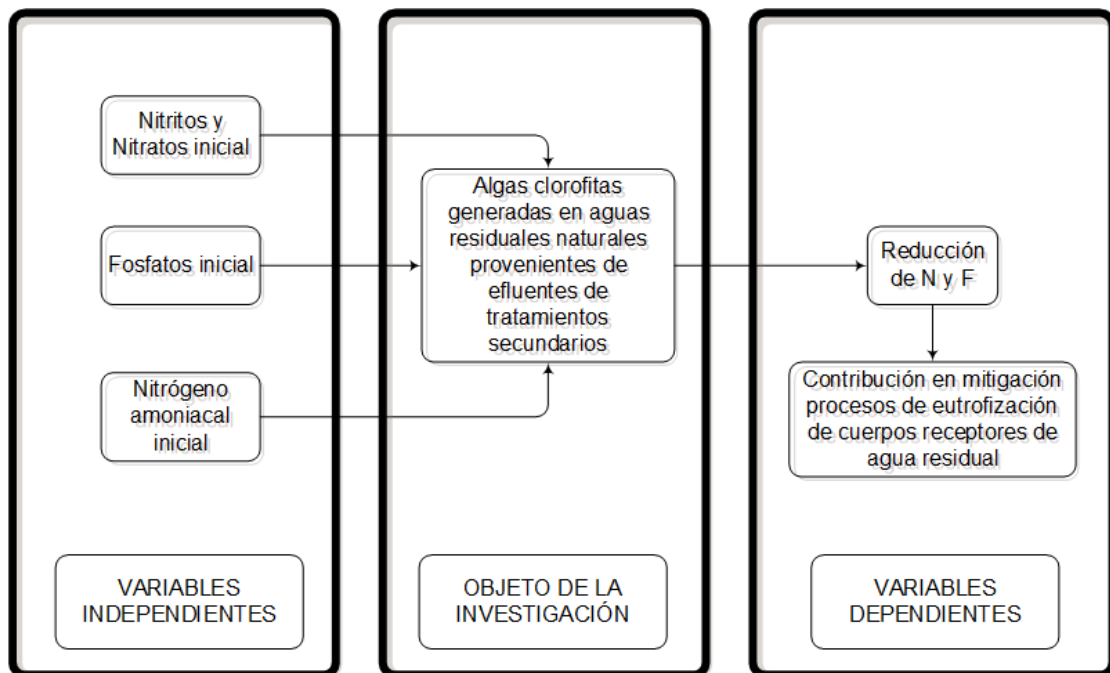 Nitritos y
Nitratos inicial
Fosfatos inicial
Nitrógeno
amoniacal
inicial
VARIABLES
INDEPENDIENTES
Algas clorofitas
generadas en aguas
residuales naturales
provenientes de
efluentes de
tratamientos
secundarios
OBJETO DE LA
INVESTIGACIÓN
Reducción
de N y F
Contribución en mitigación
procesos de eutrofización
de cuerpos receptores de
agua residual
VARIABLES
DEPENDIENTES